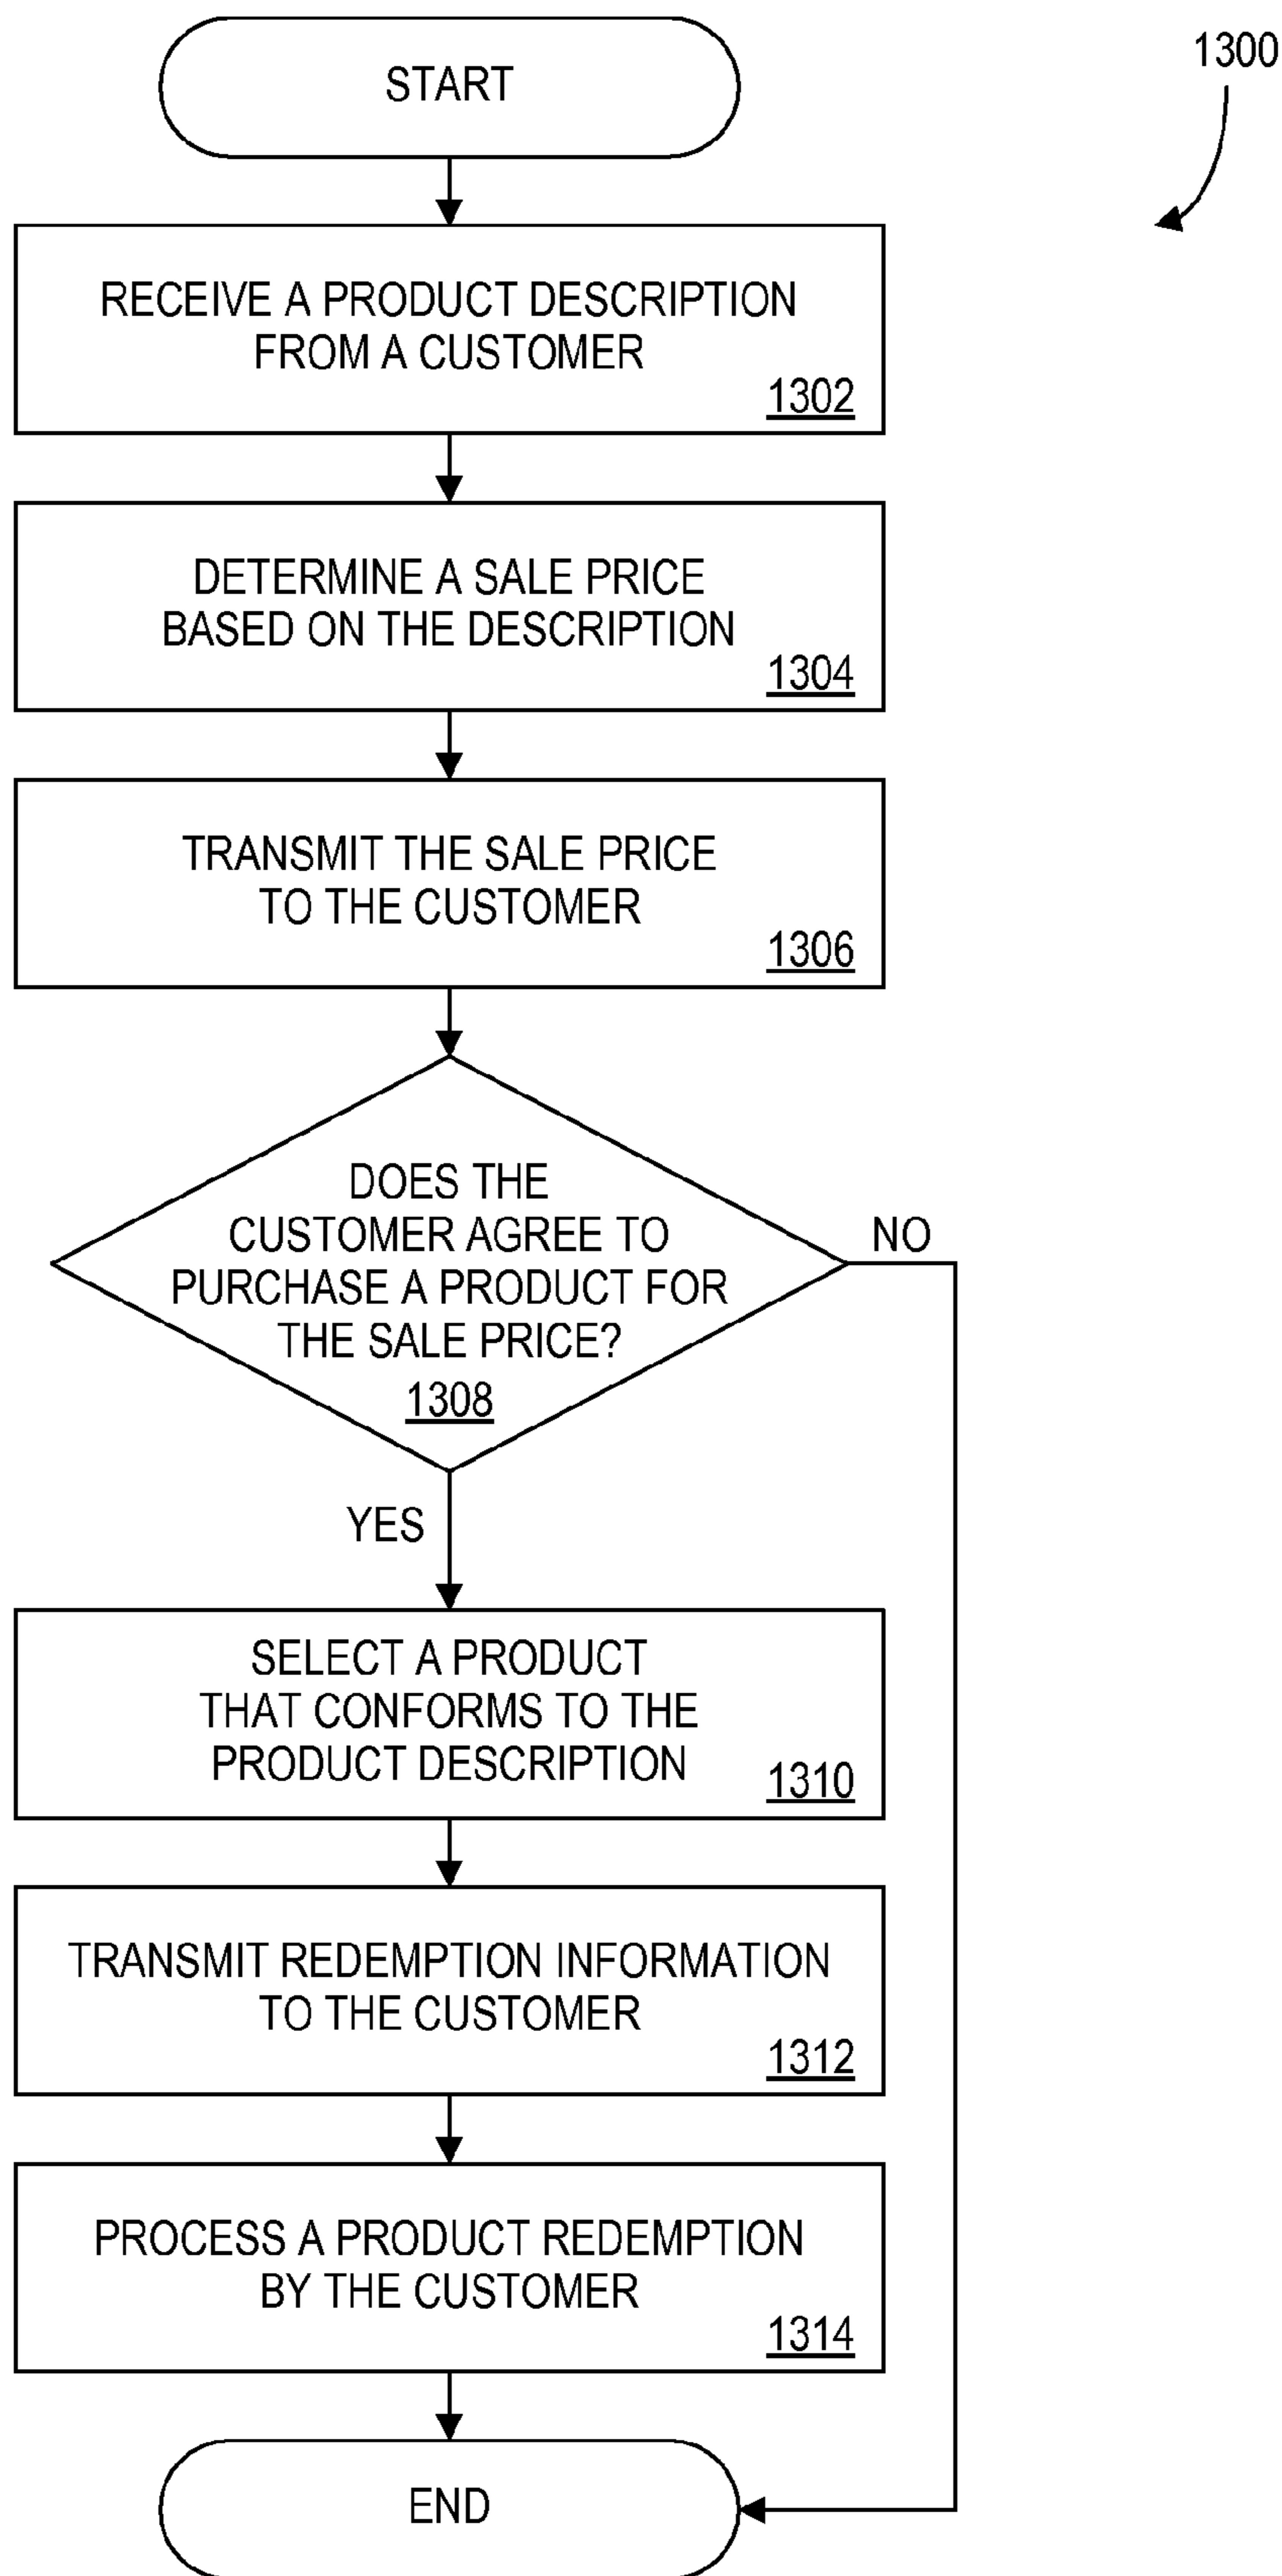 START
1300
RECEIVE A PRODUCT DESCRIPTION
FROM A CUSTOMER
1302
DETERMINE A SALE PRICE
BASED ON THE DESCRIPTION
1304
TRANSMIT THE SALE PRICE
TO THE CUSTOMER
1306
DOES THE
CUSTOMER AGREE TO
PURCHASE A PRODUCT FOR
THE SALE PRICE?
1308
NO
YES
SELECT A PRODUCT
THAT CONFORMS TO THE
PRODUCT DESCRIPTION
1310
TRANSMIT REDEMPTION INFORMATION
TO THE CUSTOMER
1312
PROCESS A PRODUCT REDEMPTION
BY THE CUSTOMER
1314
END